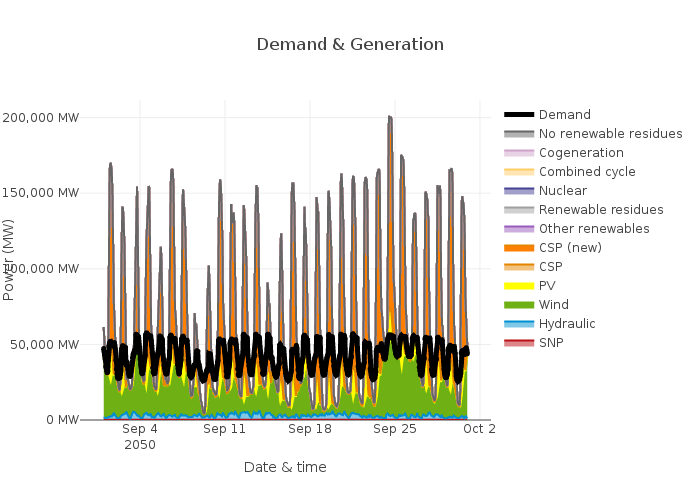 Demand & Generation
200,000 MW
150,000 MW
100,000 MW
50,000 MW
0 MW
Power (MW)
Sep 4
2050
Sep 11
Sep 18
Sep 25
Oct 2
Date & time
Demand
No renewable residues
Cogeneration
Combined cycle
Nuclear
Renewable residues
Other renewables
CSP (new)
CSP
PV
Wind
Hydraulic
SNP